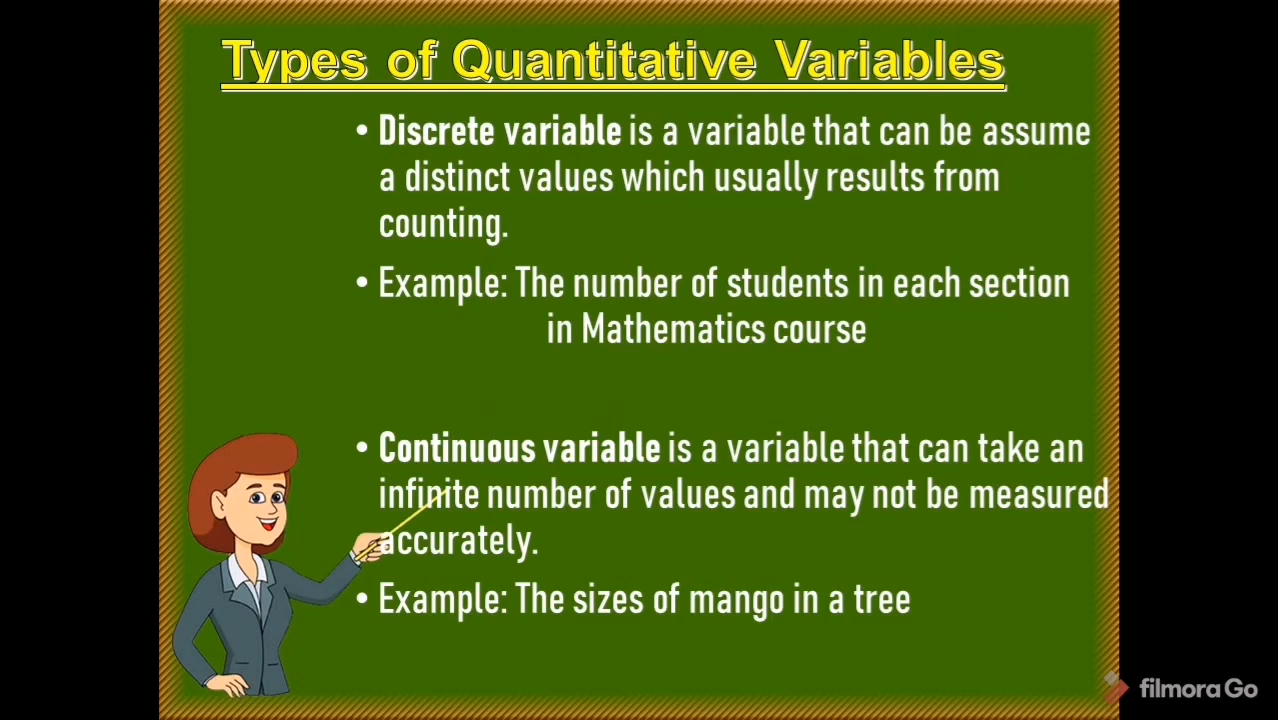 Types of Quantitative Variables
• Discrete variable is a variable that can be assume
a distinct values which usually results from
counting.
• Example: The number of students in each section
in Mathematics course
• Continuous variable is a variable that can take an
infinite number of values and may not be measured
accurately.
• Example: The sizes of mango in a tree
filmora Go